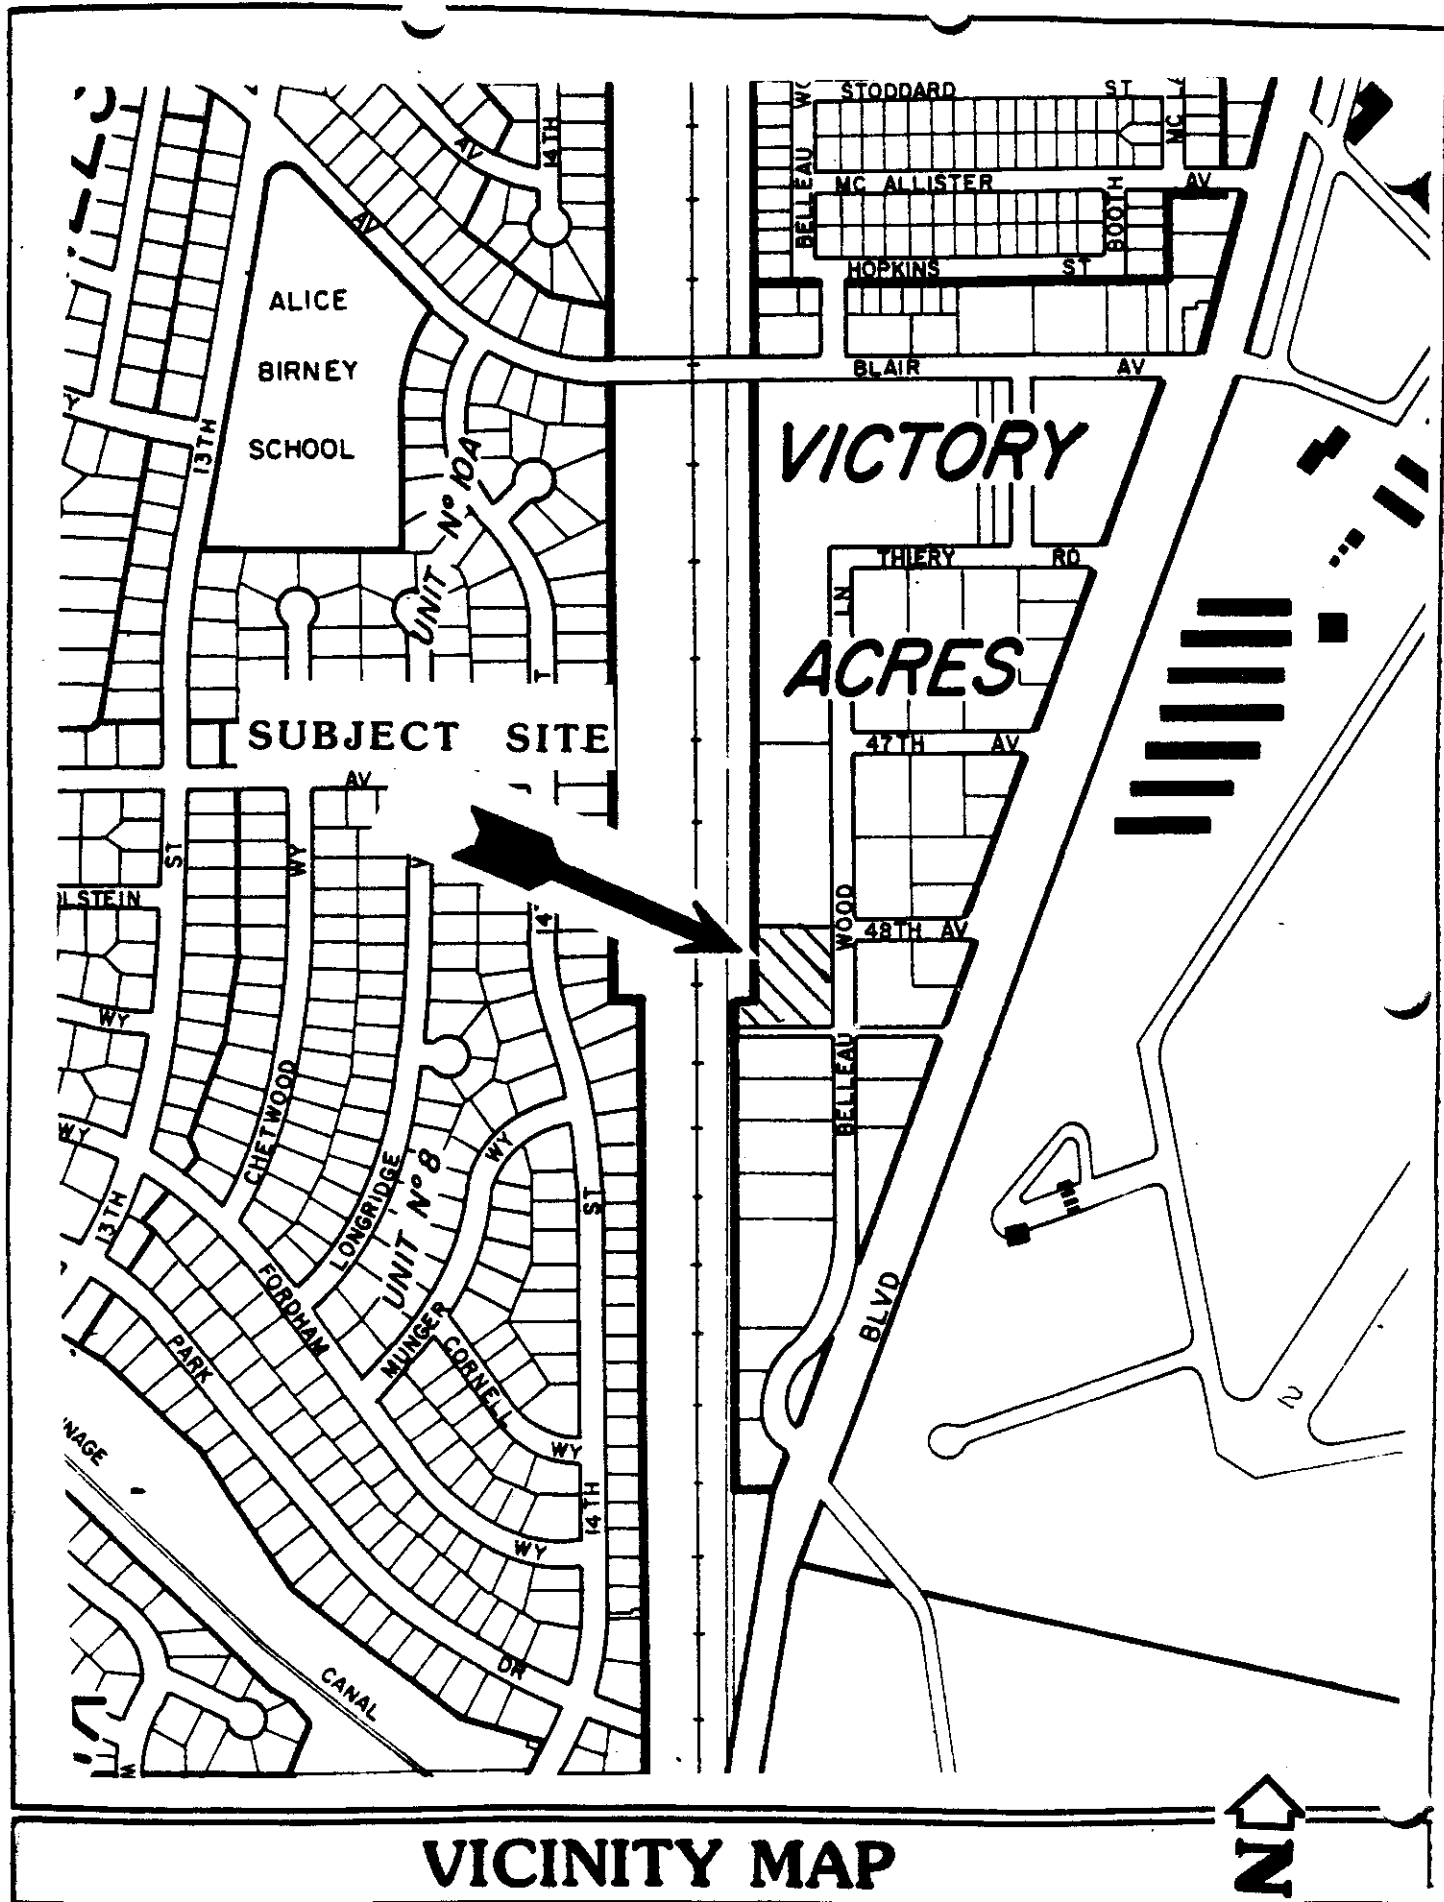 STODDARD ST
AV
14TH
BELLEAU
MC ALLISTER AV
BOOTH
AV
HOPKINS ST
ALICE
BIRNEY
SCHOOL
BLAIR AV
13TH
VICTORY
UNIT Nº 10A
THIERY RD
LN
ACRES
SUBJECT SITE
47TH AV
AV
ST
WY
WOOD
48TH AV
14
WY
BELLEAU
CHETWOOD
WY
WY
LONGRIDGE
UNIT Nº 8
ST
13TH
FORDHAM
BLVD
MUNGER
CORNELL
PARK
WY
14TH
WY
DR
CANAL
VICINITY MAP
N